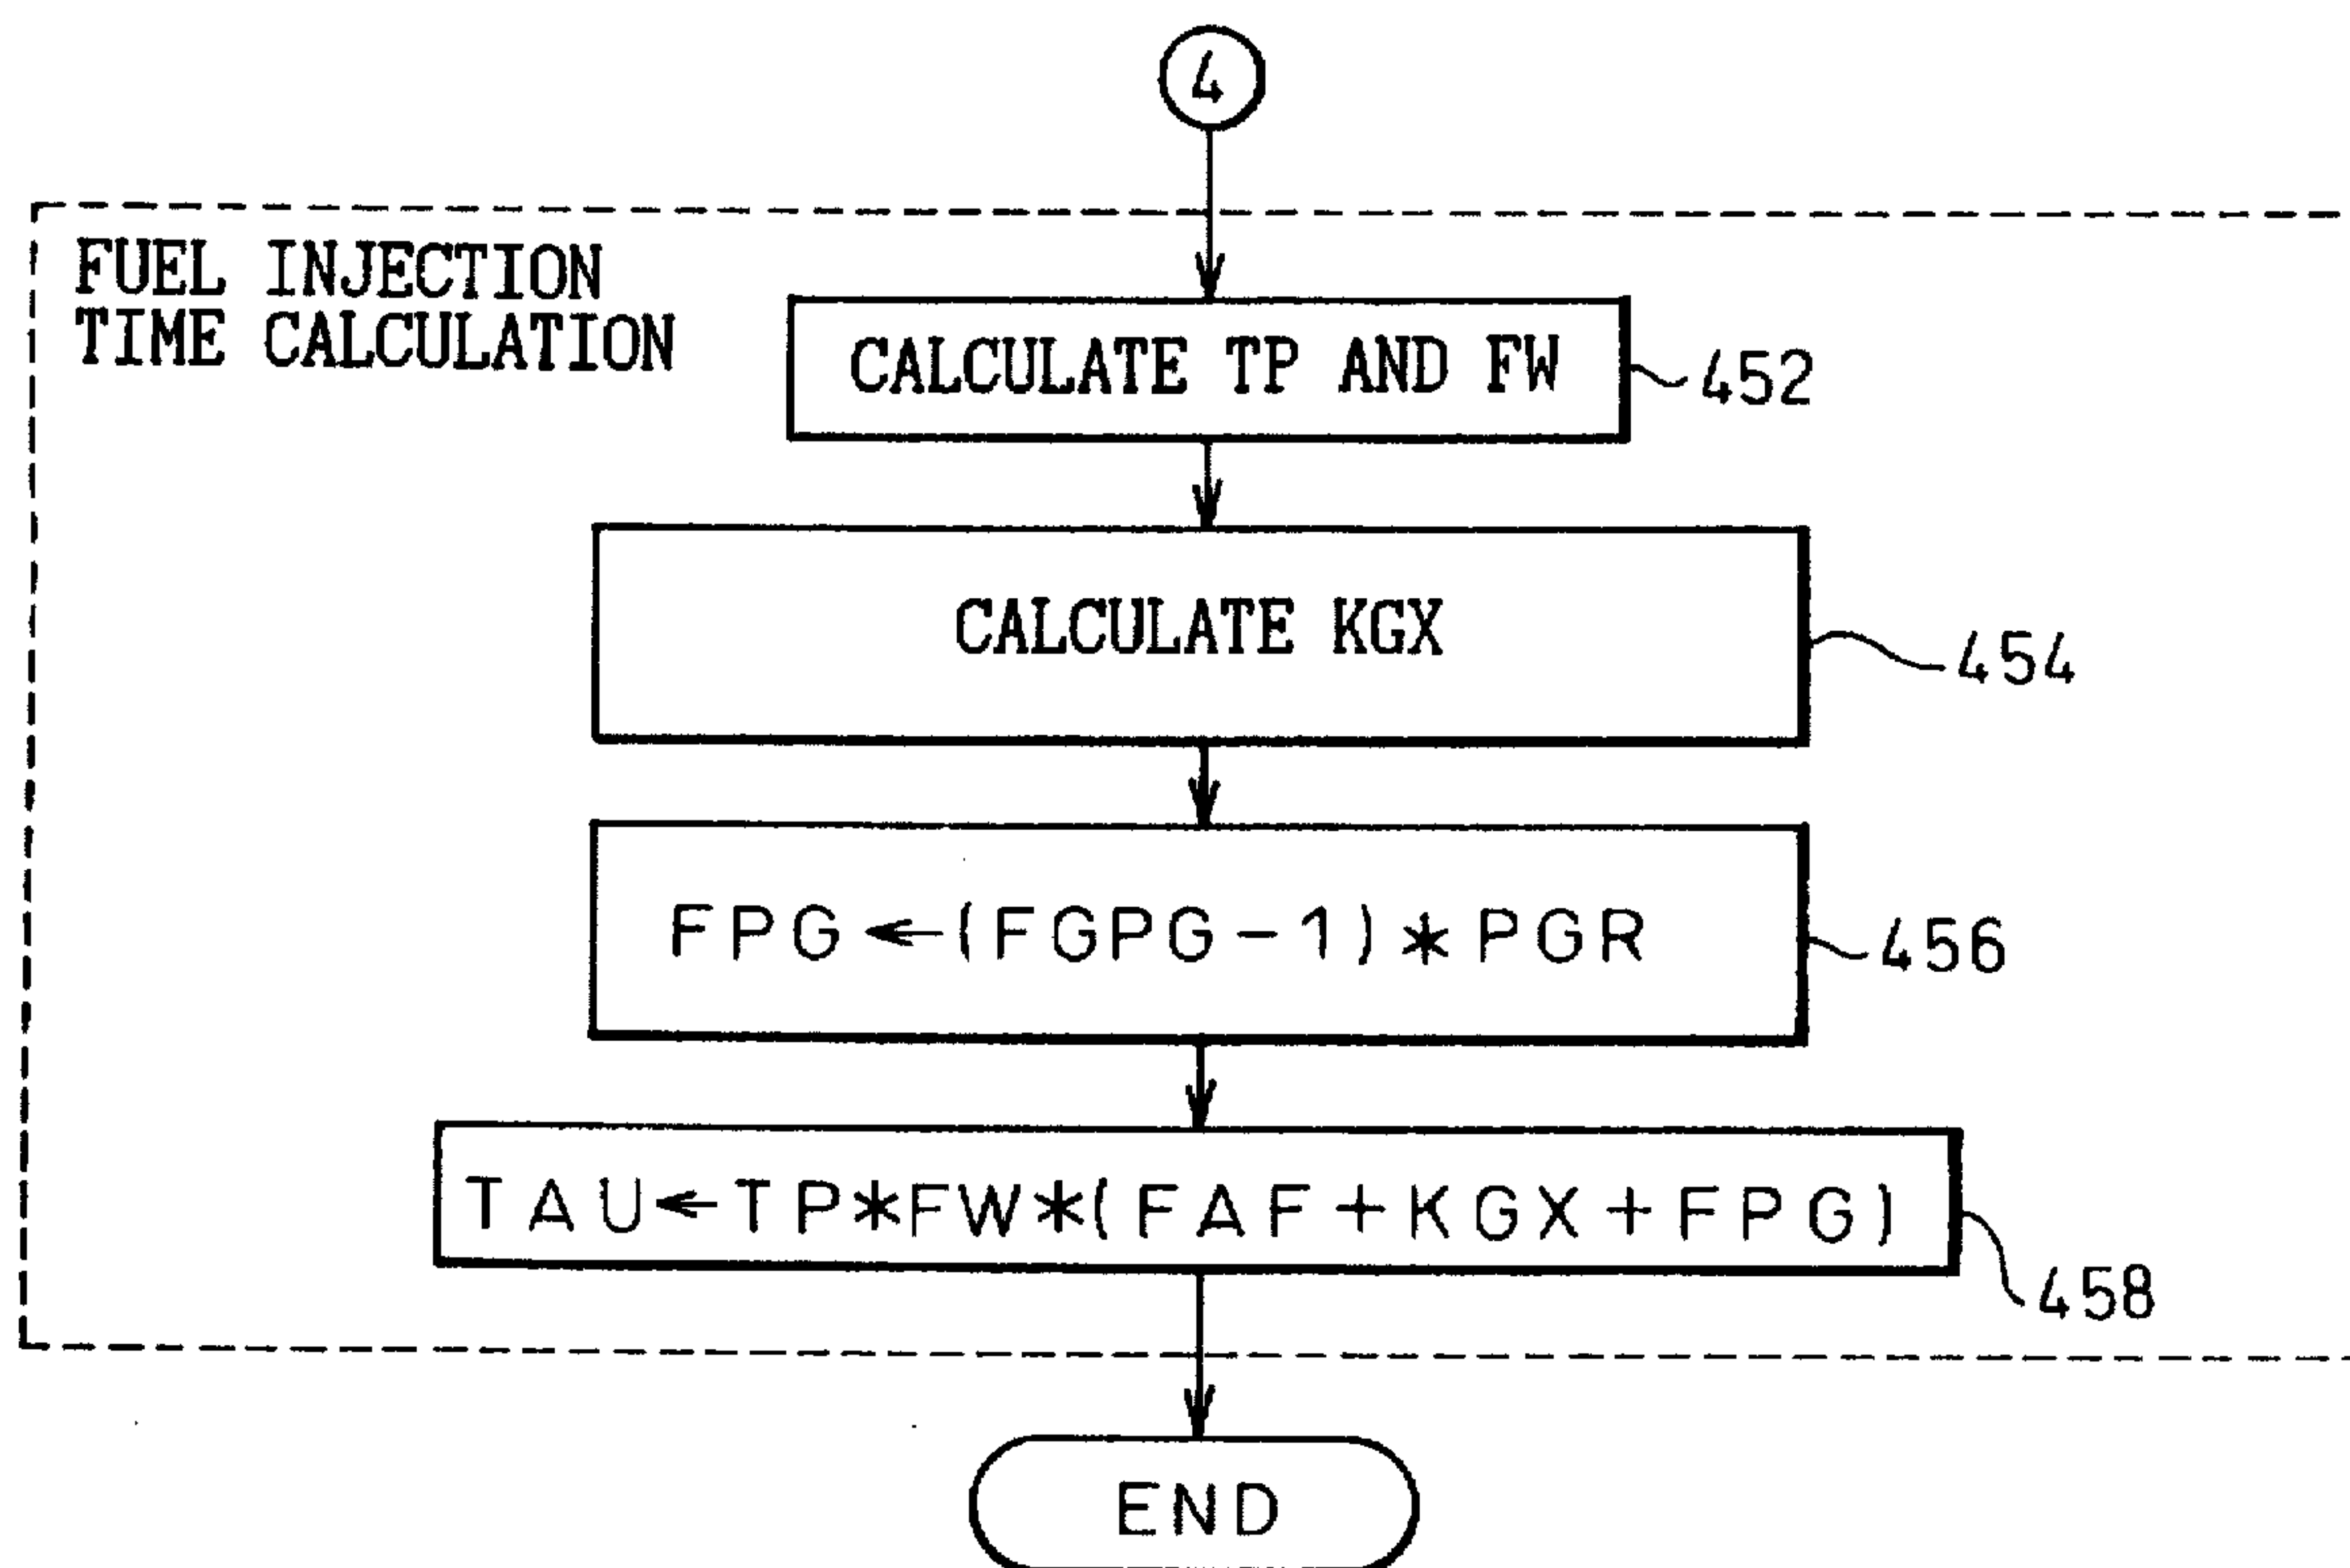 4
FUEL INJECTION
TIME CALCULATION
CALCULATE TP AND FW
452
CALCULATE KGX
454
FPG←(FGPG-1)*PGR
456
TAU←TP*FW*(FAF+KGX+FPG)
458
END